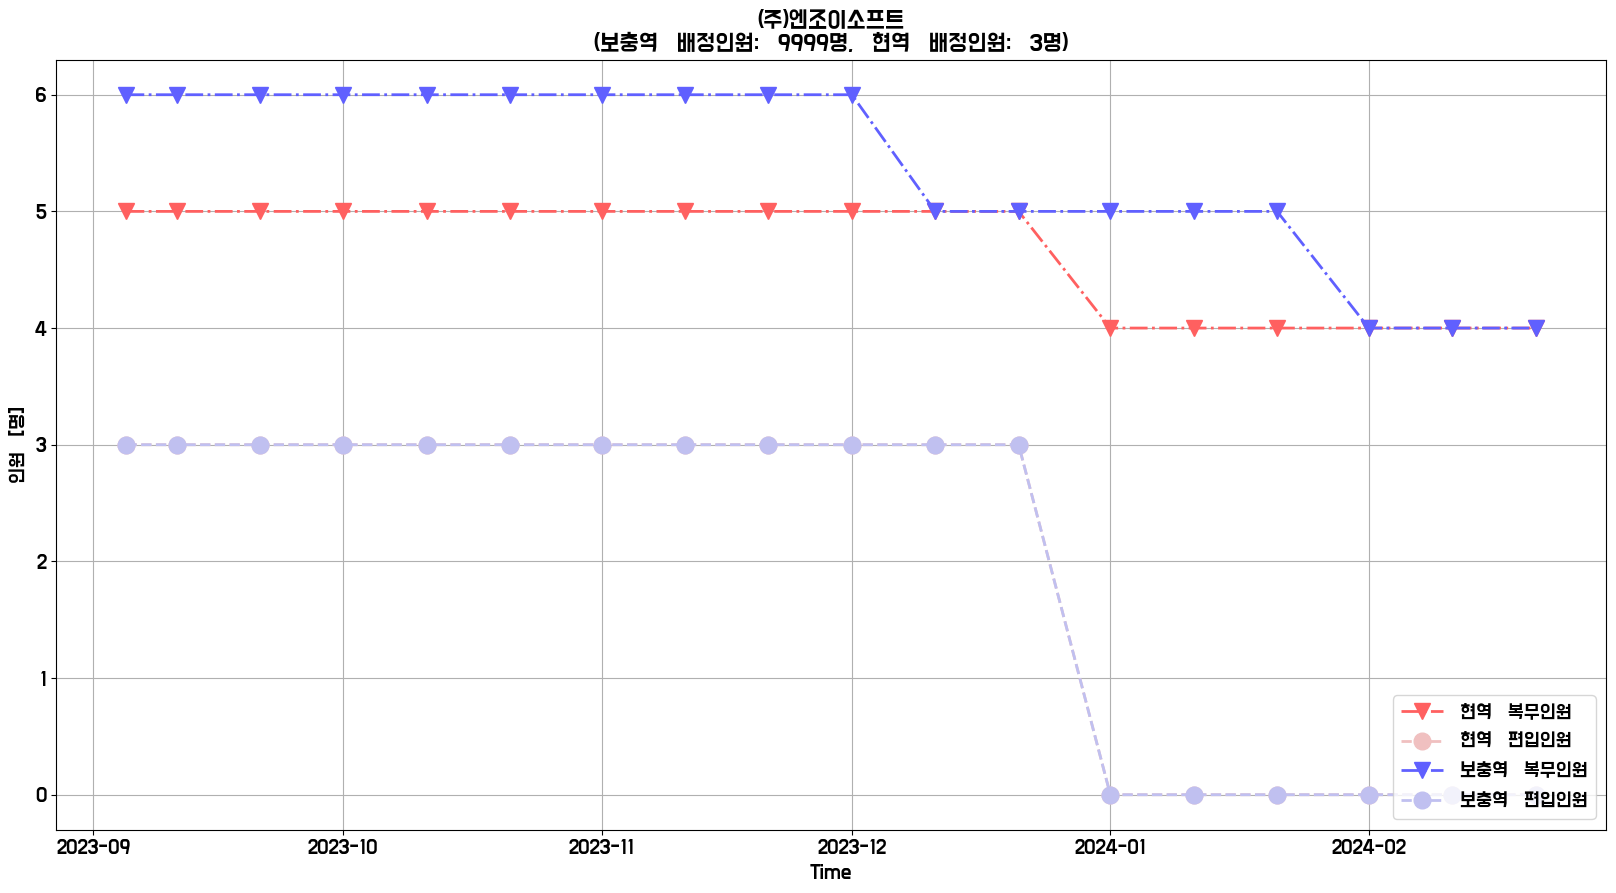 (주)엔조이소프트
(보충역 배정인원: 9999명, 현역 배정인원: 3명)
6
5
4
3
2
1
0
인원 [명]
2023-09 2023-10 2023-11 2023-12 2024-01 2024-02
Time
현역 복무인원
현역 편입인원
보충역 복무인원
보충역 편입인원